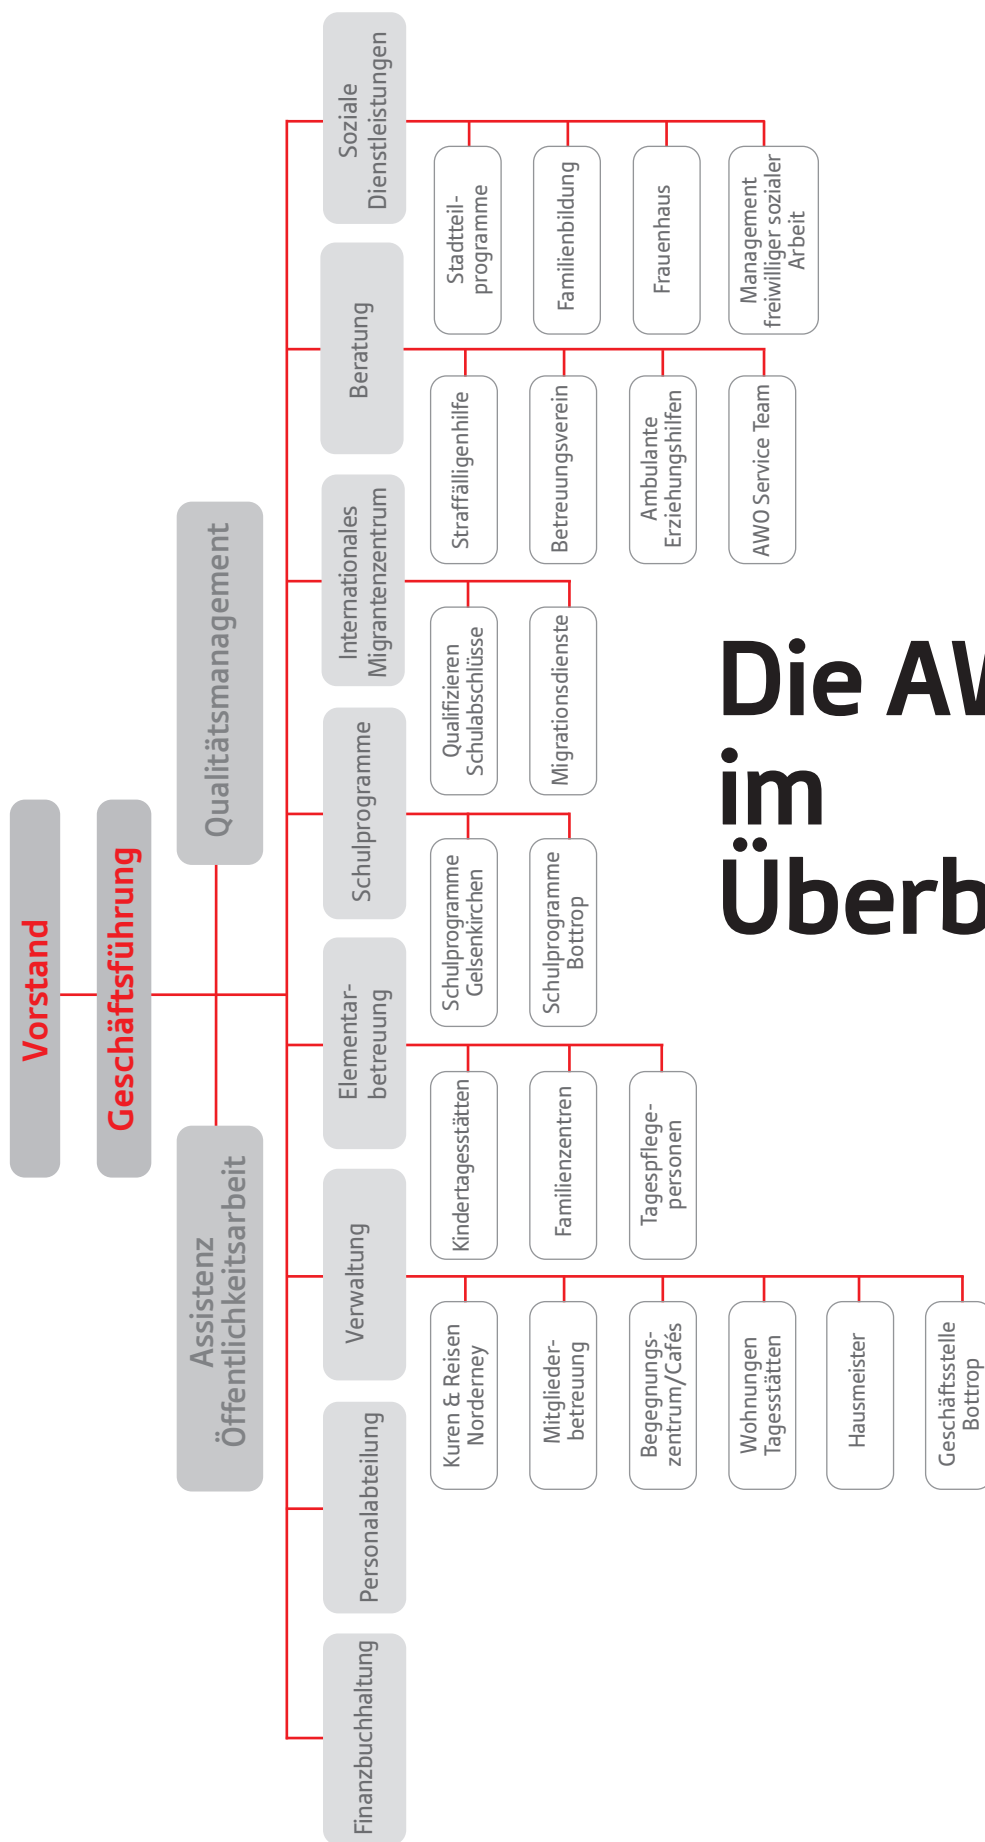 Vorstand
Geschäftsführung
Assistenz
Öffentlichkeitsarbeit
Qualitätsmanagement
Finanzbuchhaltung
Personalabteilung
Verwaltung
Kuren & Reisen
Norderney
Mitglieder-
betreuung
Begegnungs-
zentrum/Cafés
Wohnungen
Tagesstätten
Hausmeister
Geschäftsstelle
Bottrop
Elementar-
betreuung
Kindertagesstätten
Familienzentren
Tagespflege-
personen
Schulprogramme
Schulprogramme
Gelsenkirchen
Schulprogramme
Bottrop
Internationales
Migrantenzentrum
Qualifizieren
Schulabschlüsse
Migrationsdienste
Beratung
Straffälligenhilfe
Betreuungsverein
Ambulante
Erziehungshilfen
AWO Service Team
Soziale
Dienstleistungen
Stadtteil-
programme
Familienbildung
Frauenhaus
Management
freiwilliger sozialer
Arbeit
Die AW
im
Überb